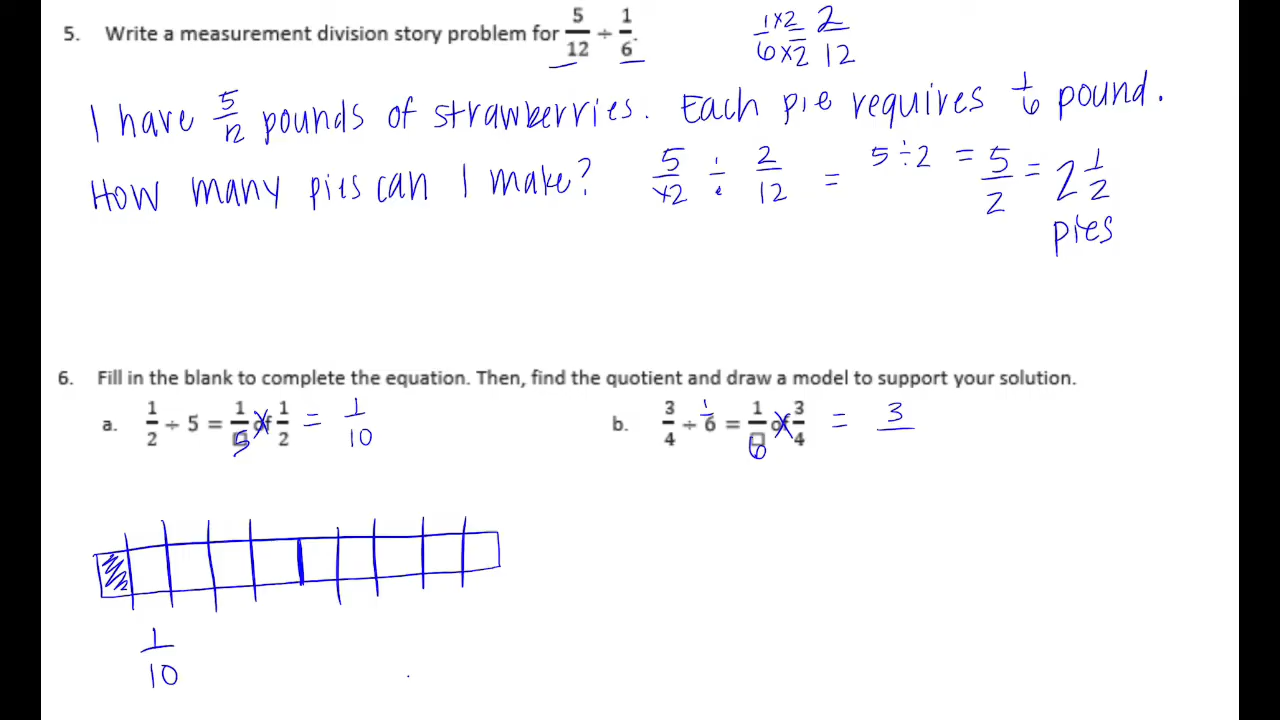 5. Write a measurement division story problem for 5/12 ÷ 1/6.
1×2/6×2 2/12
I have 5/12 pounds of strawberries. Each pie requires 1/6 pound.
How many pies can I make? 5/12 ÷ 2/12 = 5÷2 = 5/2 = 2 1/2
pies
6. Fill in the blank to complete the equation. Then, find the quotient and draw a model to support your solution.
a. 1/2 ÷ 5 = 1/5 of × 1/2 = 1/10
b. 3/4 ÷ 1/6 = 1/6 of × 3/4 = 3
1/10